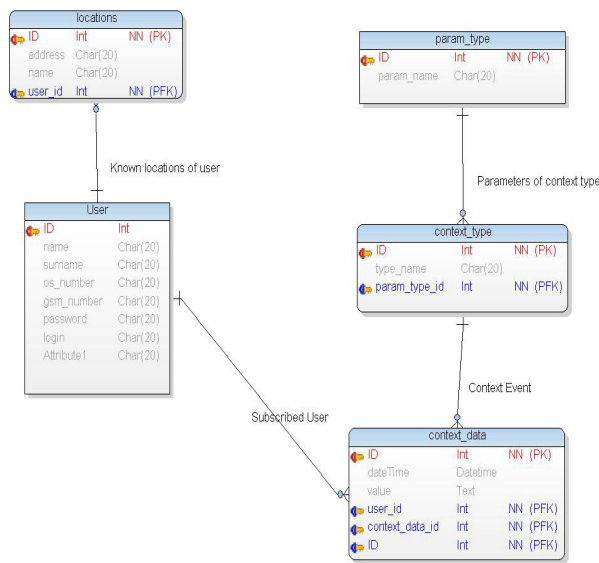 locations
ID Int NN (PK)
address Char(20)
name Char(20)
user_id Int NN (PFK)
param_type
ID Int NN (PK)
param_name Char(20)
Known locations of user
Parameters of context type
User
ID Int
name Char(20)
surname Char(20)
os_number Char(20)
gsm_number Char(20)
password Char(20)
login Char(20)
Attribute1 Char(20)
context_type
ID Int NN (PK)
type_name Char(20)
param_type_id Int NN (PFK)
Context Event
Subscribed User
context_data
ID Int NN (PK)
dateTime Datetime
value Text
user_id Int NN (PFK)
context_data_id Int NN (PFK)
ID Int NN (PFK)